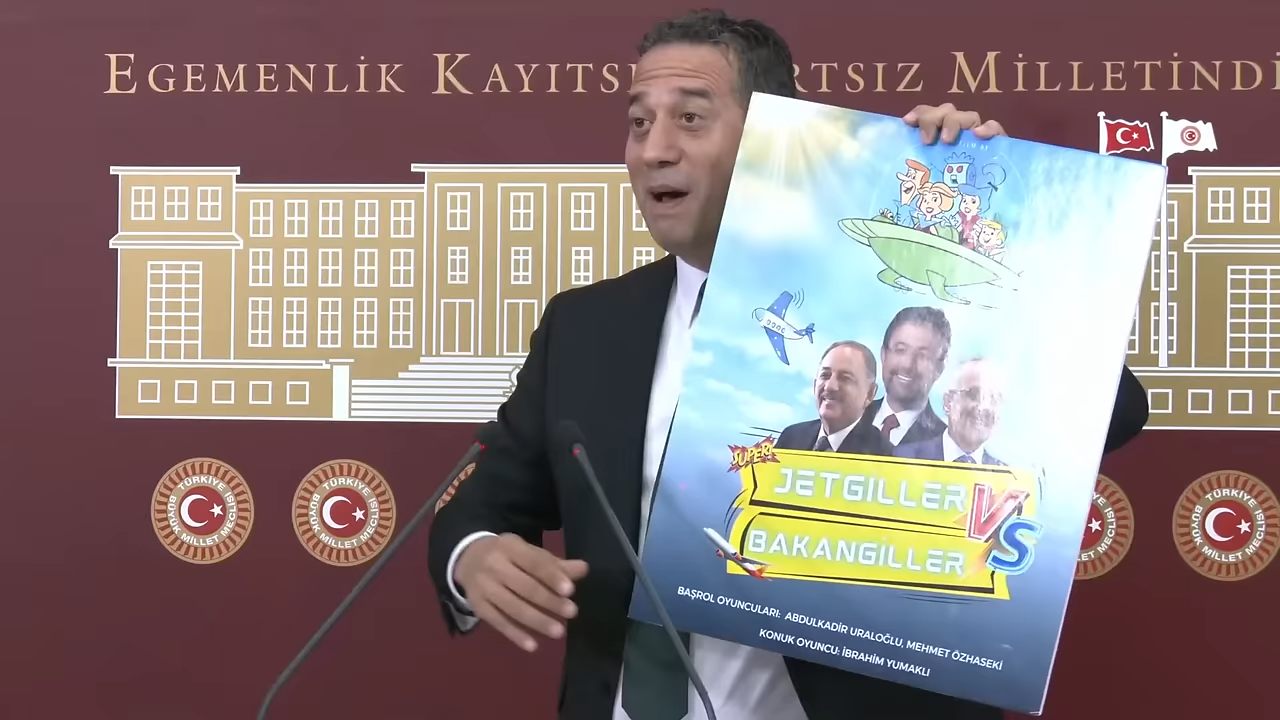 EGEMENLİK KAYITS RTSIZ MİLLETİNDİ
SUPER!
JETGİLLER
VS
BAKANGİLLER
BAŞROL OYUNCULARI: ABDULKADİR URALOĞLU, MEHMET ÖZHASEKİ
KONUK OYUNCU: İBRAHİM YUMAKLI
TÜRKİYE BÜYÜK MİLLET MECLİSİ
TÜRKİYE BÜYÜK MİLLET MECLİSİ
TÜRKİYE BÜYÜK MİLLET MECLİSİ